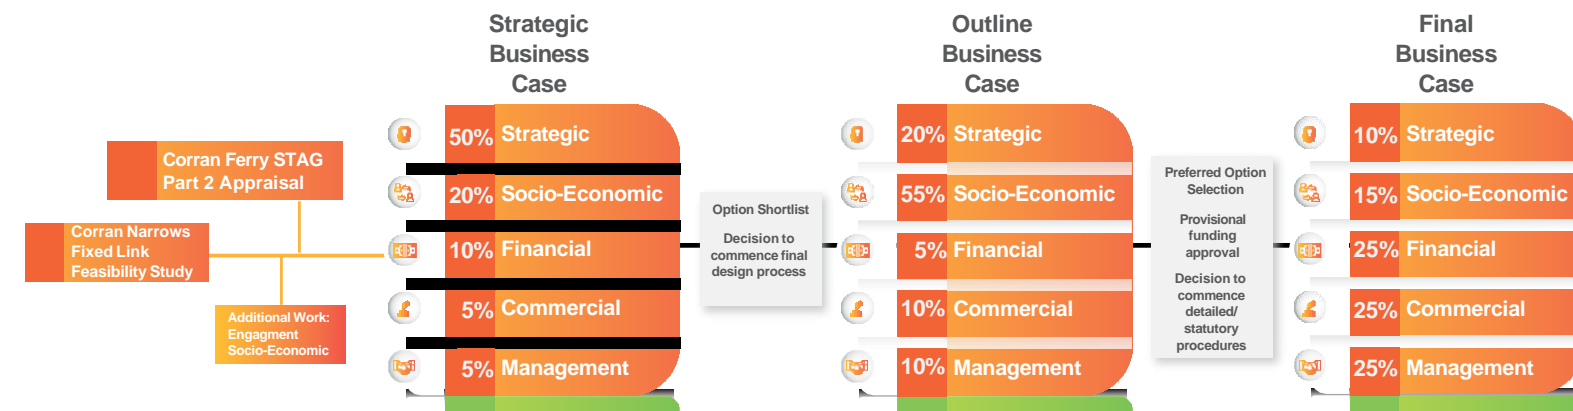 Strategic
Business
Case
Outline
Business
Case
Final
Business
Case
Corran Ferry STAG
Part 2 Appraisal
Corran Narrows
Fixed Link
Feasibility Study
Additional Work:
Engagment
Socio-Economic
50% Strategic
20% Socio-Economic
10% Financial
5% Commercial
5% Management
Option Shortlist
Decision to
commence final
design process
20% Strategic
55% Socio-Economic
5% Financial
10% Commercial
10% Management
Preferred Option
Selection
Provisional
funding
approval
Decision to
commence
detailed/
statutory
procedures
10% Strategic
15% Socio-Economic
25% Financial
25% Commercial
25% Management